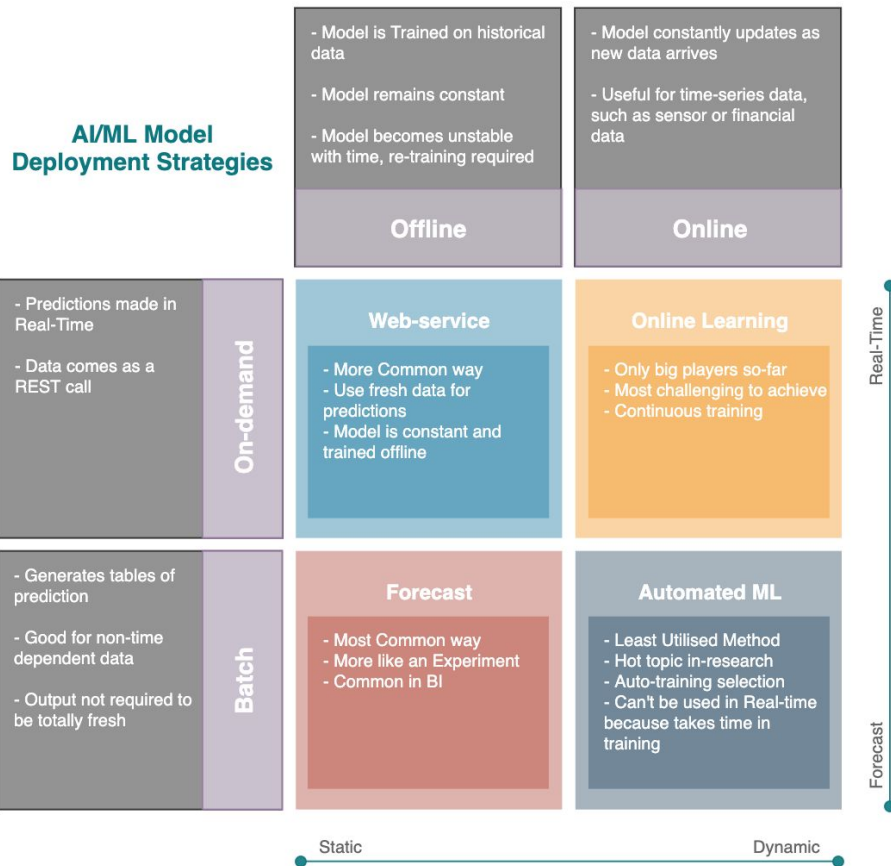 AI/ML Model
Deployment Strategies
- Model is Trained on historical
data
- Model remains constant
- Model becomes unstable
with time, re-training required
Offline
- Model constantly updates as
new data arrives
- Useful for time-series data,
such as sensor or financial
data
Online
- Predictions made in
Real-Time
- Data comes as a
REST call
On-demand
Web-service
- More Common way
- Use fresh data for
predictions
- Model is constant and
trained offline
Online Learning
- Only big players so-far
- Most challenging to achieve
- Continuous training
Real-Time
- Generates tables of
prediction
- Good for non-time
dependent data
- Output not required to
be totally fresh
Batch
Forecast
- Most Common way
- More like an Experiment
- Common in BI
Automated ML
- Least Utilised Method
- Hot topic in-research
- Auto-training selection
- Can't be used in Real-time
because takes time in
training
Forecast
Static
Dynamic